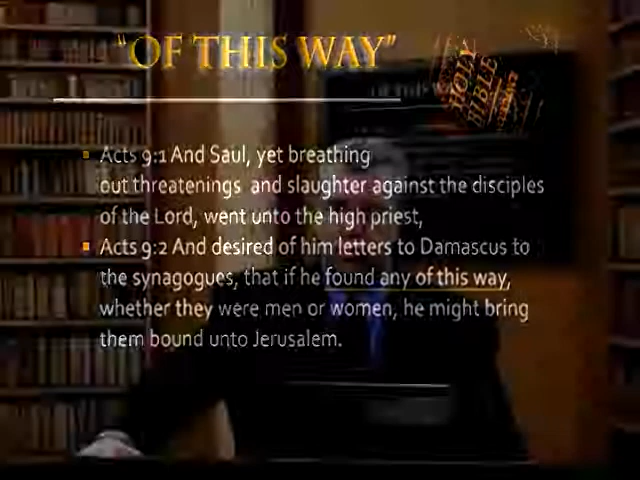 "OF THIS WAY"
HOLY
BIBLE
Acts 9:1 And Saul, yet breathing
out threatenings and slaughter against the disciples
of the Lord, went unto the high priest,
Acts 9:2 And desired of him letters to Damascus to
the synagogues, that if he found any of this way,
whether they were men or women, he might bring
them bound unto Jerusalem.